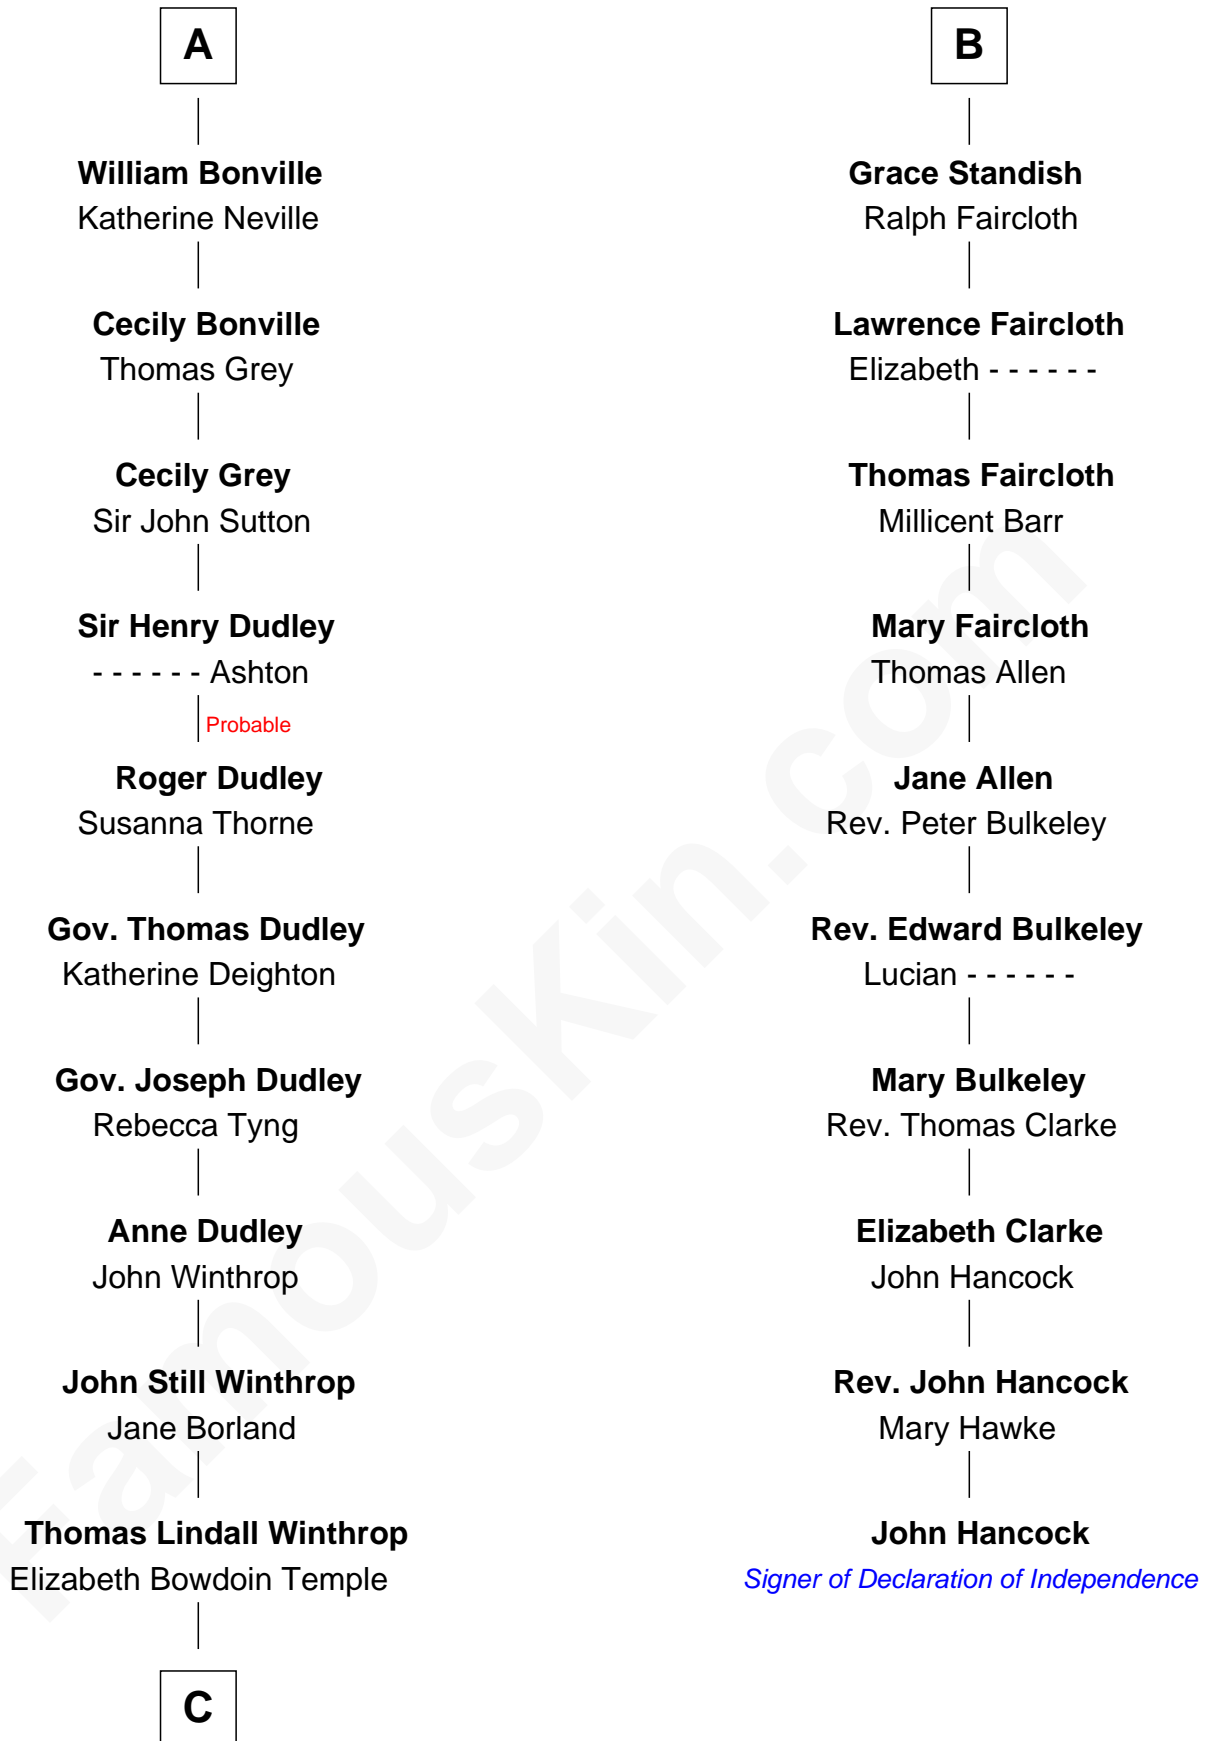 A
William Bonville
Katherine Neville
Cecily Bonville
Thomas Grey
Cecily Grey
Sir John Sutton
Sir Henry Dudley
- - - - - - Ashton
Probable
Roger Dudley
Susanna Thorne
Gov. Thomas Dudley
Katherine Deighton
Gov. Joseph Dudley
Rebecca Tyng
Anne Dudley
John Winthrop
John Still Winthrop
Jane Borland
Thomas Lindall Winthrop
Elizabeth Bowdoin Temple
C
B
Grace Standish
Ralph Faircloth
Lawrence Faircloth
Elizabeth - - - - - -
Thomas Faircloth
Millicent Barr
Mary Faircloth
Thomas Allen
Jane Allen
Rev. Peter Bulkeley
Rev. Edward Bulkeley
Lucian - - - - - -
Mary Bulkeley
Rev. Thomas Clarke
Elizabeth Clarke
John Hancock
Rev. John Hancock
Mary Hawke
John Hancock
Signer of Declaration of Independence
FamousKin.com